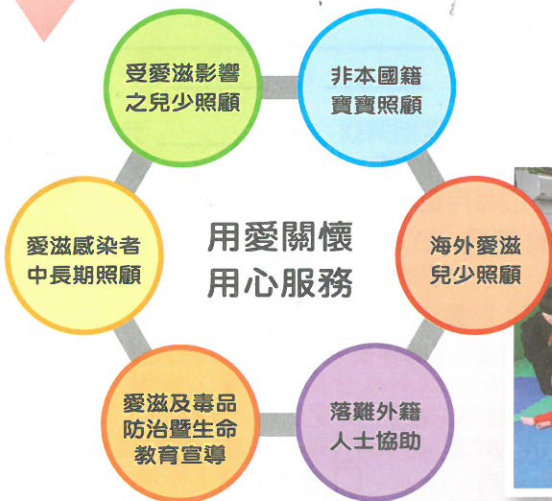 受愛滋影響
之兒少照顧
非本國籍
寶寶照顧
愛滋感染者
中長期照顧
用愛關懷
用心服務
海外愛滋
兒少照顧
愛滋及毒品
防治暨生命
教育宣導
落難外籍
人士協助